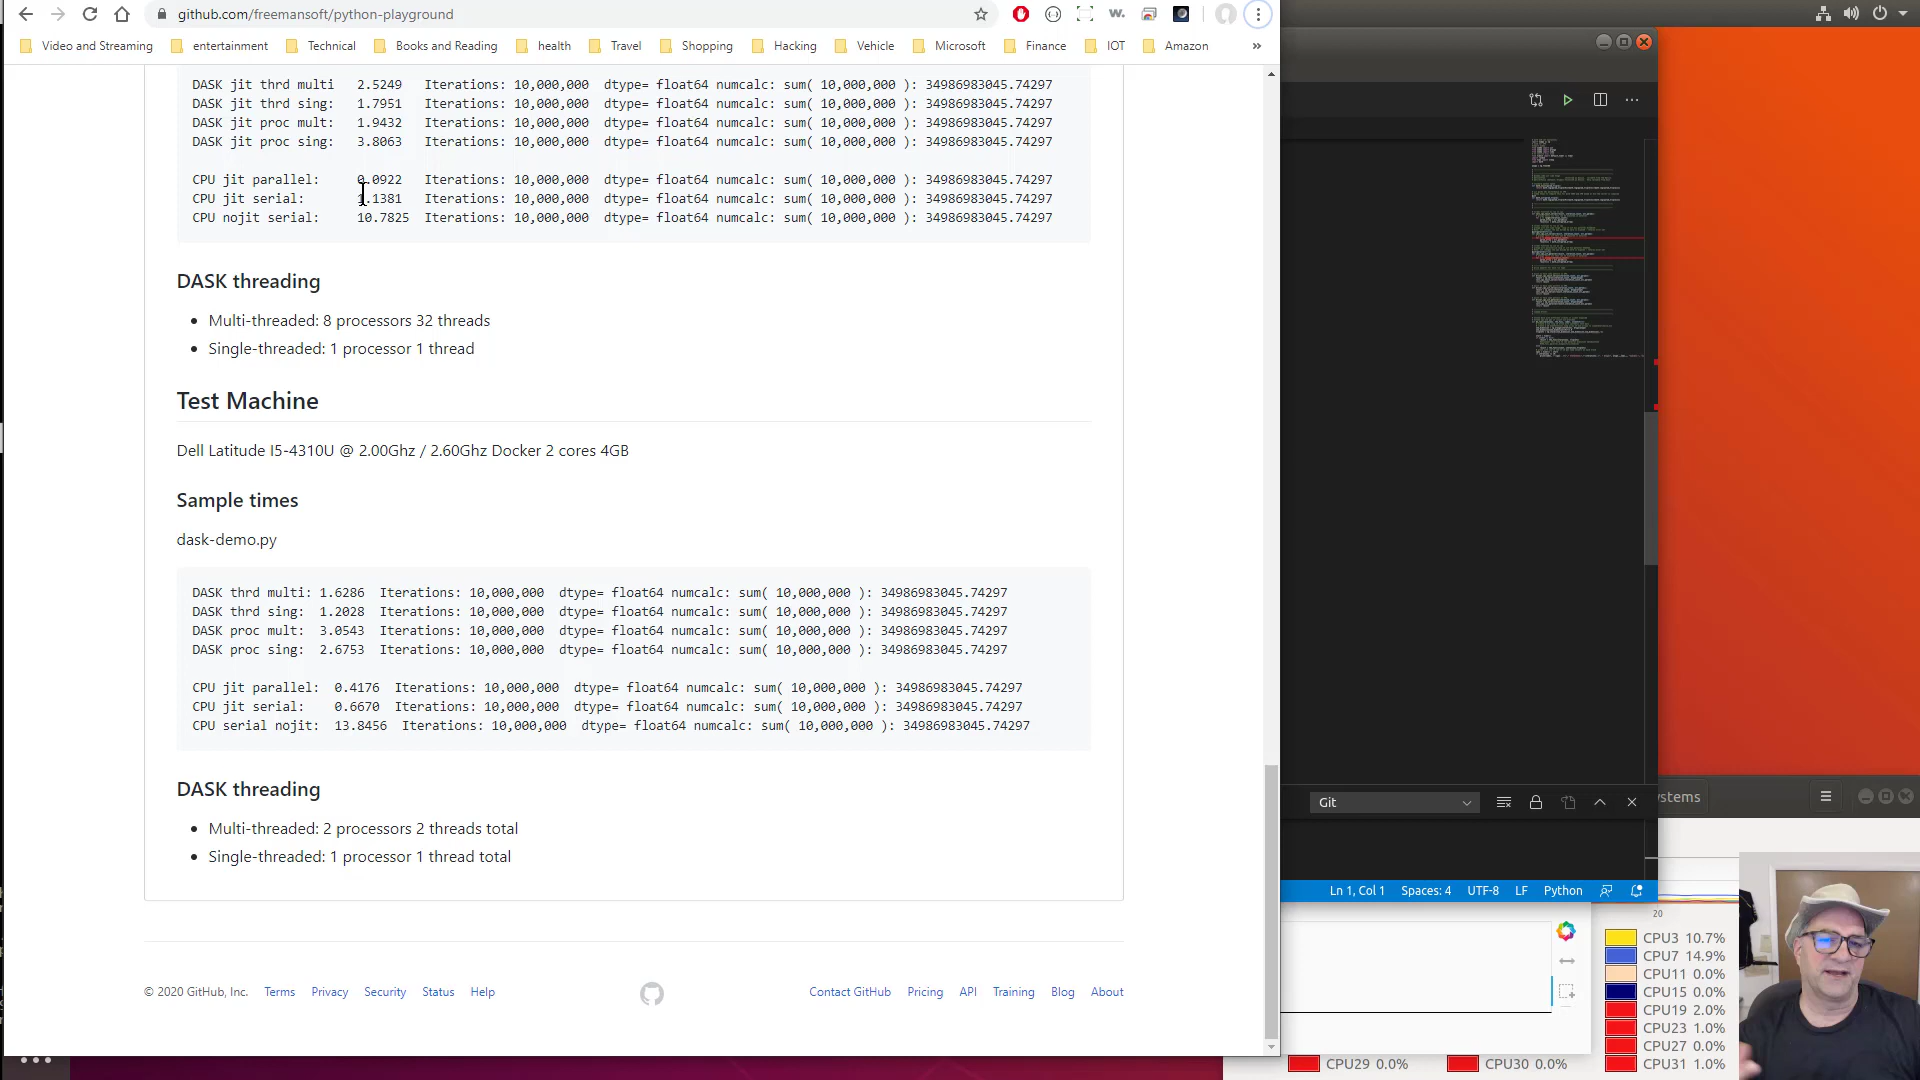 github.com/freemansoft/python-playground
Video and Streaming
entertainment
Technical
Books and Reading
health
Travel
Shopping
Hacking
Vehicle
Microsoft
Finance
IOT
Amazon
»
DASK jit thrd multi 2.5249 Iterations: 10,000,000 dtype= float64 numcalc: sum( 10,000,000 ): 34986983045.74297
DASK jit thrd sing: 1.7951 Iterations: 10,000,000 dtype= float64 numcalc: sum( 10,000,000 ): 34986983045.74297
DASK jit proc mult: 1.9432 Iterations: 10,000,000 dtype= float64 numcalc: sum( 10,000,000 ): 34986983045.74297
DASK jit proc sing: 3.8063 Iterations: 10,000,000 dtype= float64 numcalc: sum( 10,000,000 ): 34986983045.74297
CPU jit parallel: 0.0922 Iterations: 10,000,000 dtype= float64 numcalc: sum( 10,000,000 ): 34986983045.74297
CPU jit serial: 1.1381 Iterations: 10,000,000 dtype= float64 numcalc: sum( 10,000,000 ): 34986983045.74297
CPU nojit serial: 10.7825 Iterations: 10,000,000 dtype= float64 numcalc: sum( 10,000,000 ): 34986983045.74297
DASK threading
• Multi-threaded: 8 processors 32 threads
• Single-threaded: 1 processor 1 thread
Test Machine
Dell Latitude I5-4310U @ 2.00Ghz / 2.60Ghz Docker 2 cores 4GB
Sample times
dask-demo.py
DASK thrd multi: 1.6286 Iterations: 10,000,000 dtype= float64 numcalc: sum( 10,000,000 ): 34986983045.74297
DASK thrd sing: 1.2028 Iterations: 10,000,000 dtype= float64 numcalc: sum( 10,000,000 ): 34986983045.74297
DASK proc mult: 3.0543 Iterations: 10,000,000 dtype= float64 numcalc: sum( 10,000,000 ): 34986983045.74297
DASK proc sing: 2.6753 Iterations: 10,000,000 dtype= float64 numcalc: sum( 10,000,000 ): 34986983045.74297
CPU jit parallel: 0.4176 Iterations: 10,000,000 dtype= float64 numcalc: sum( 10,000,000 ): 34986983045.74297
CPU jit serial: 0.6670 Iterations: 10,000,000 dtype= float64 numcalc: sum( 10,000,000 ): 34986983045.74297
CPU serial nojit: 13.8456 Iterations: 10,000,000 dtype= float64 numcalc: sum( 10,000,000 ): 34986983045.74297
DASK threading
• Multi-threaded: 2 processors 2 threads total
• Single-threaded: 1 processor 1 thread total
© 2020 GitHub, Inc. Terms Privacy Security Status Help
Contact GitHub Pricing API Training Blog About
Git
Ln 1, Col 1 Spaces: 4 UTF-8 LF Python
ystems
20
CPU3 10.7%
CPU7 14.9%
CPU11 0.0%
CPU15 0.0%
CPU19 2.0%
CPU23 1.0%
CPU27 0.0%
CPU29 0.0% CPU30 0.0% CPU31 1.0%